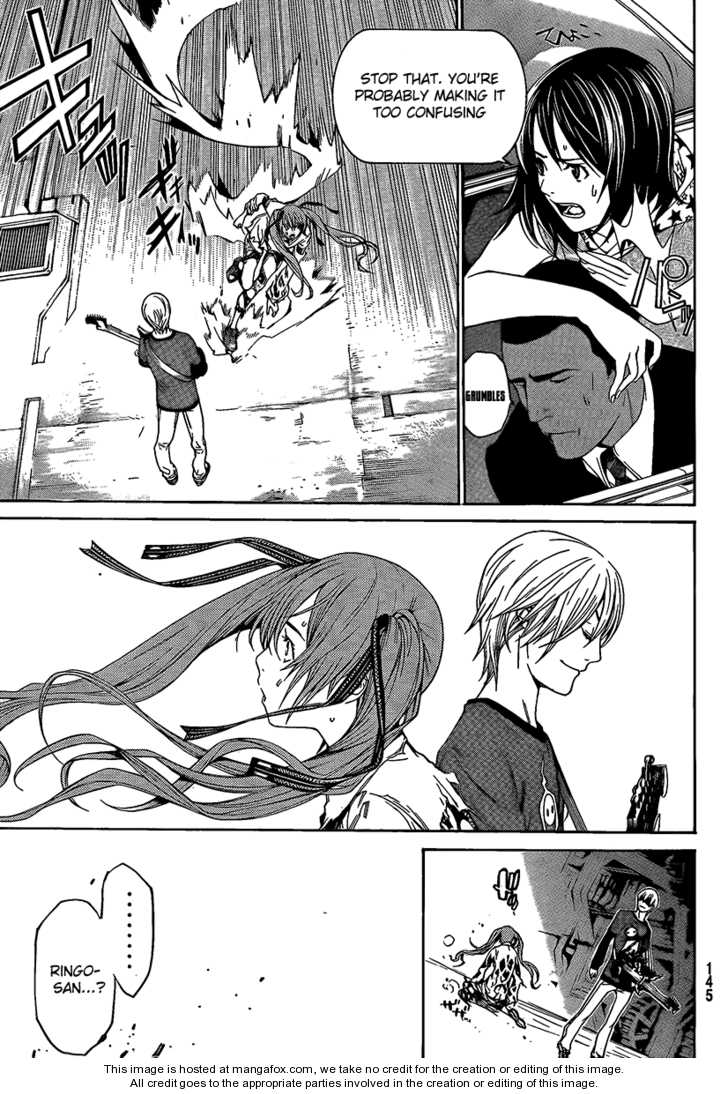 STOP THAT. YOU'RE
PROBABLY MAKING IT
TOO CONFUSING
GRUMBLES
RINGO-
SAN...?
145
This image is hosted at mangafox.com, we take no credit for the creation or editing of this image.
All credit goes to the appropriate parties involved in the creation or editing of this image.